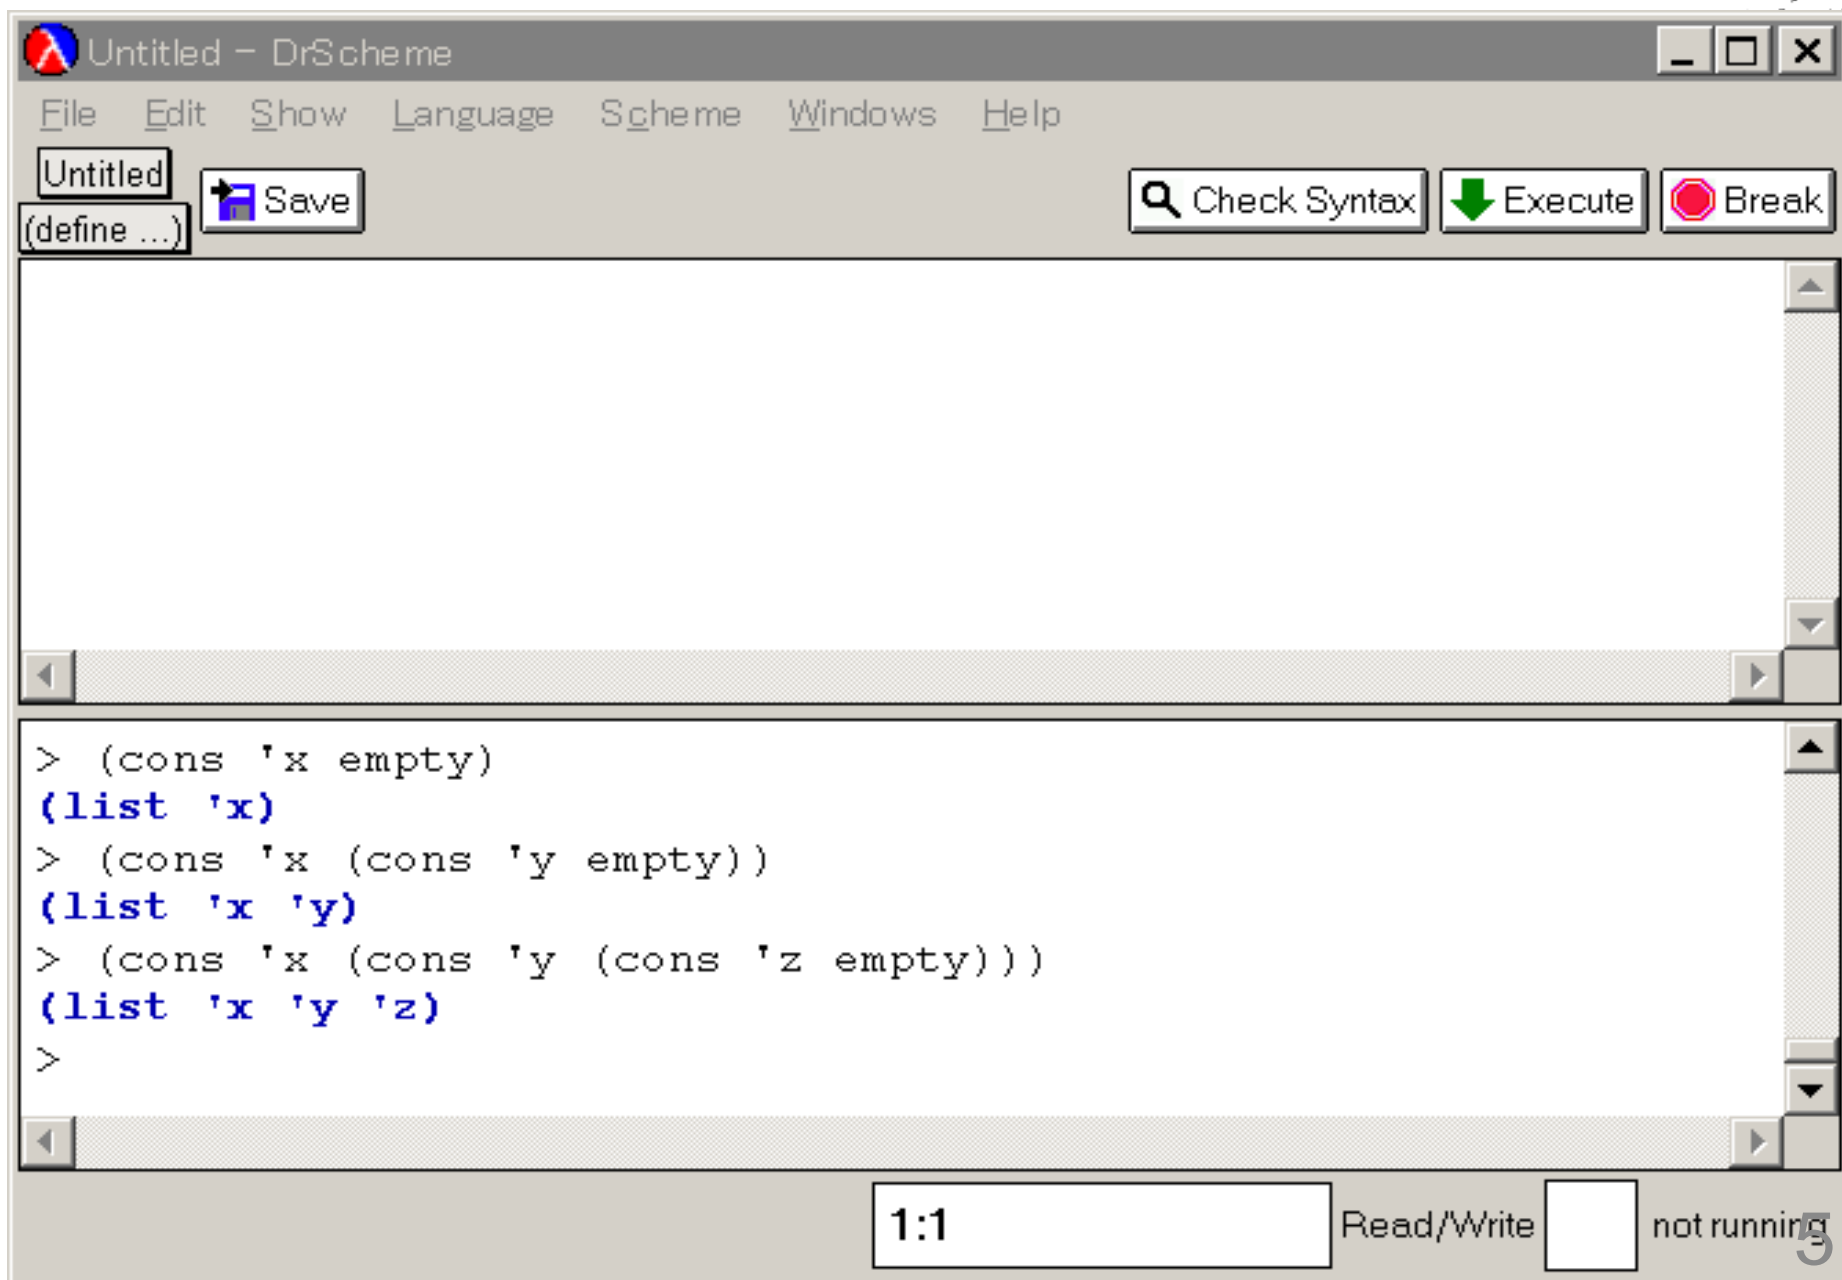 Untitled - DrScheme
File Edit Show Language Scheme Windows Help
Untitled
(define ...)
Save
Check Syntax Execute Break
> (cons 'x empty)
(list 'x)
> (cons 'x (cons 'y empty))
(list 'x 'y)
> (cons 'x (cons 'y (cons 'z empty)))
(list 'x 'y 'z)
>
1:1 Read/Write not running
5